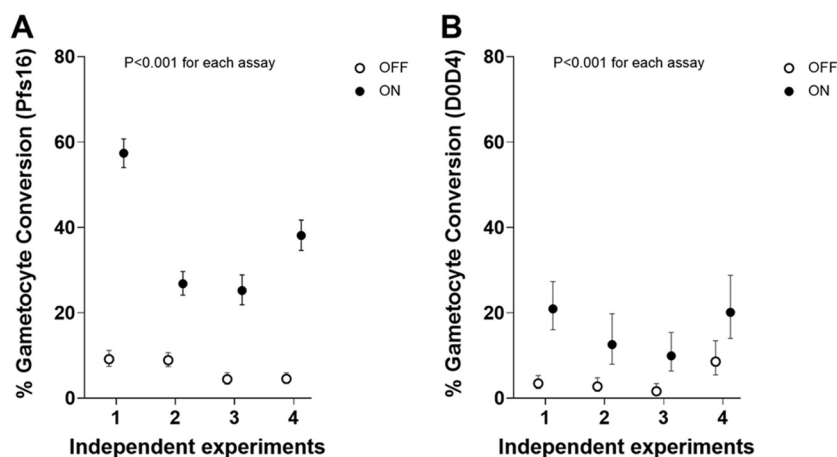 A
% Gametocyte Conversion (Pfs16)
80
60
40
20
0
P<0.001 for each assay
OFF
ON
1 2 3 4
Independent experiments
B
% Gametocyte Conversion (D0D4)
80
60
40
20
0
P<0.001 for each assay
OFF
ON
1 2 3 4
Independent experiments